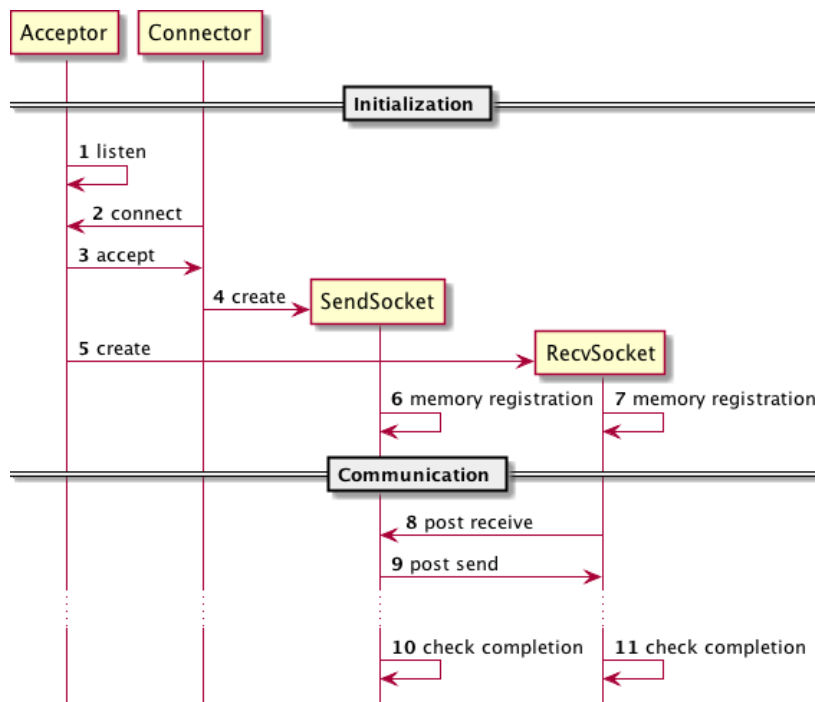 Acceptor Connector
Initialization
1 listen
2 connect
3 accept
4 create SendSocket
5 create RecvSocket
6 memory registration 7 memory registration
Communication
8 post receive
9 post send
10 check completion 11 check completion